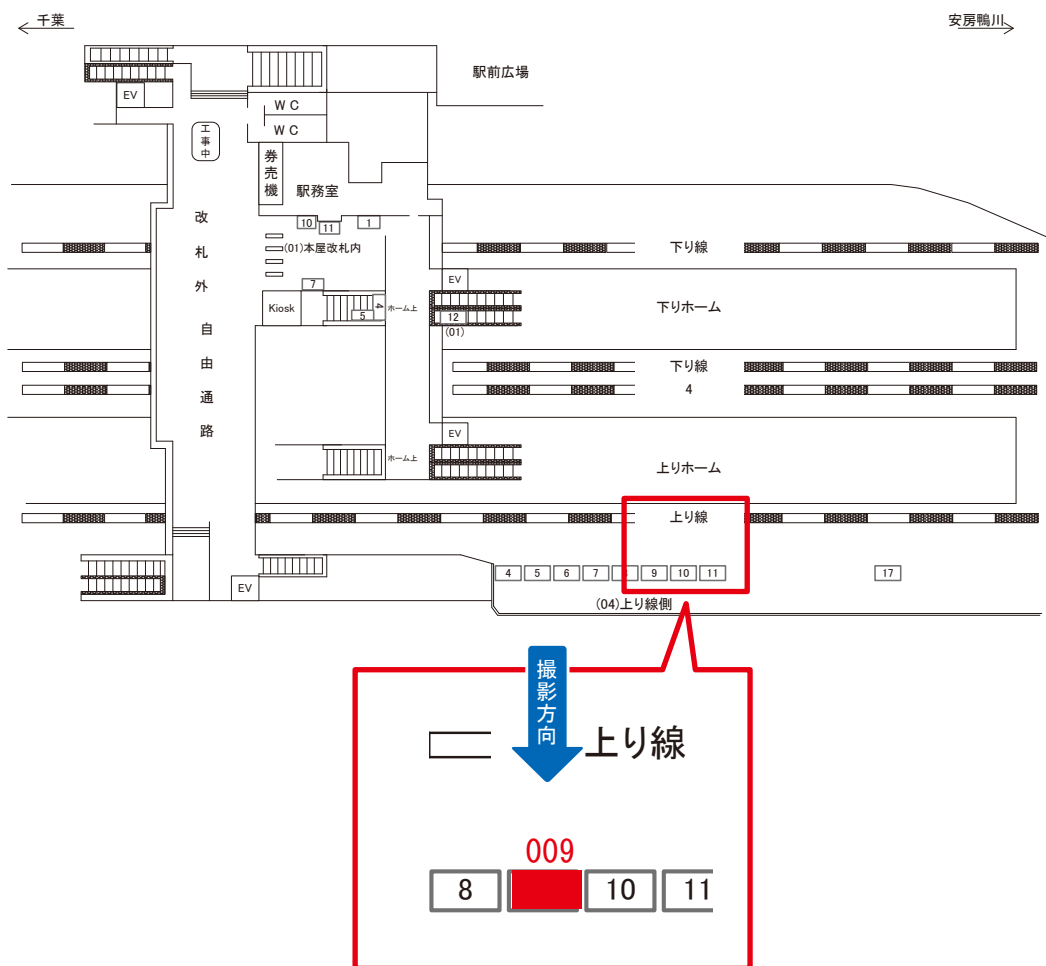 千葉
安房鴨川
駅前広場
EV
WC
WC
工事中
券売機
駅務室
改札外自由通路
10
11
1
(01)本屋改札内
下り線
7
Kiosk
4
5
ホーム上
EV
12
(01)
下りホーム
下り線
4
EV
ホーム上
上りホーム
上り線
EV
4 5 6 7 8 9 10 11 17
(04)上り線側
撮影方向
上り線
009
8 10 11